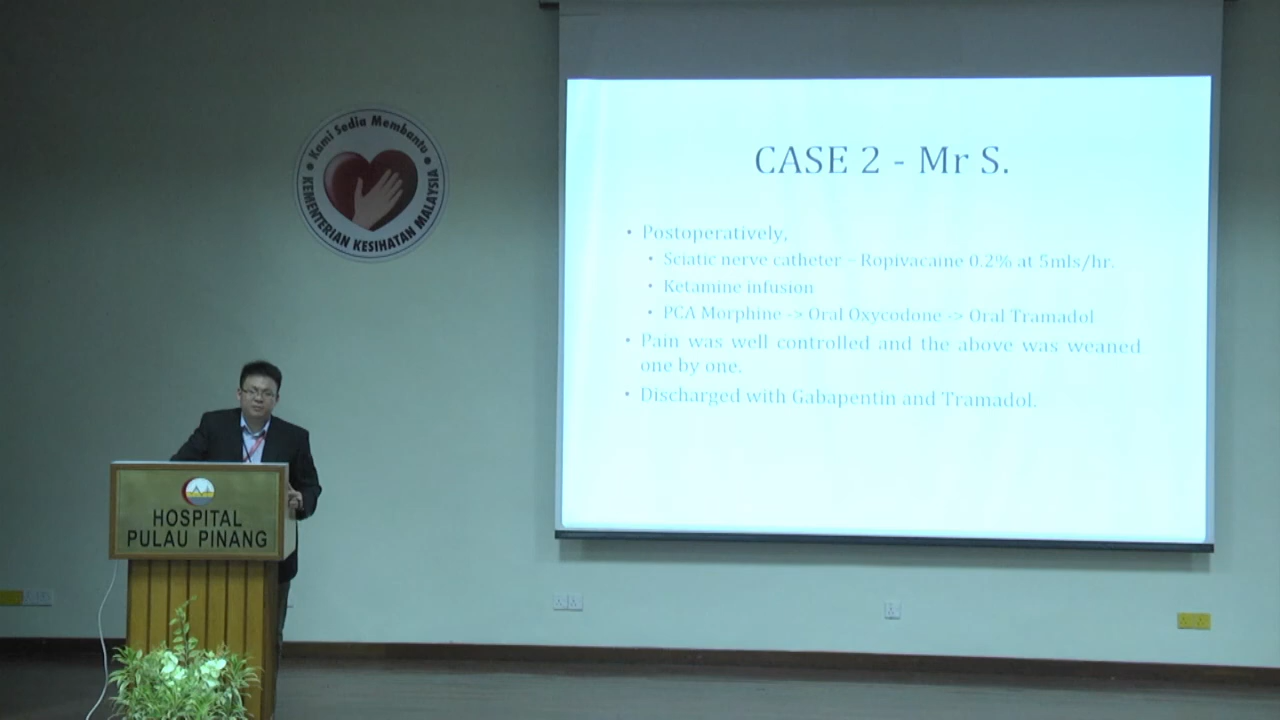 Kami Sedia Membantu
KEMENTERIAN KESIHATAN MALAYSIA
HOSPITAL
PULAU PINANG
CASE 2 - Mr S.
• Postoperatively,
• Sciatic nerve catheter – Ropivacaine 0.2% at 5mls/hr.
• Ketamine infusion
• PCA Morphine -> Oral Oxycodone -> Oral Tramadol
• Pain was well controlled and the above was weaned
one by one.
• Discharged with Gabapentin and Tramadol.